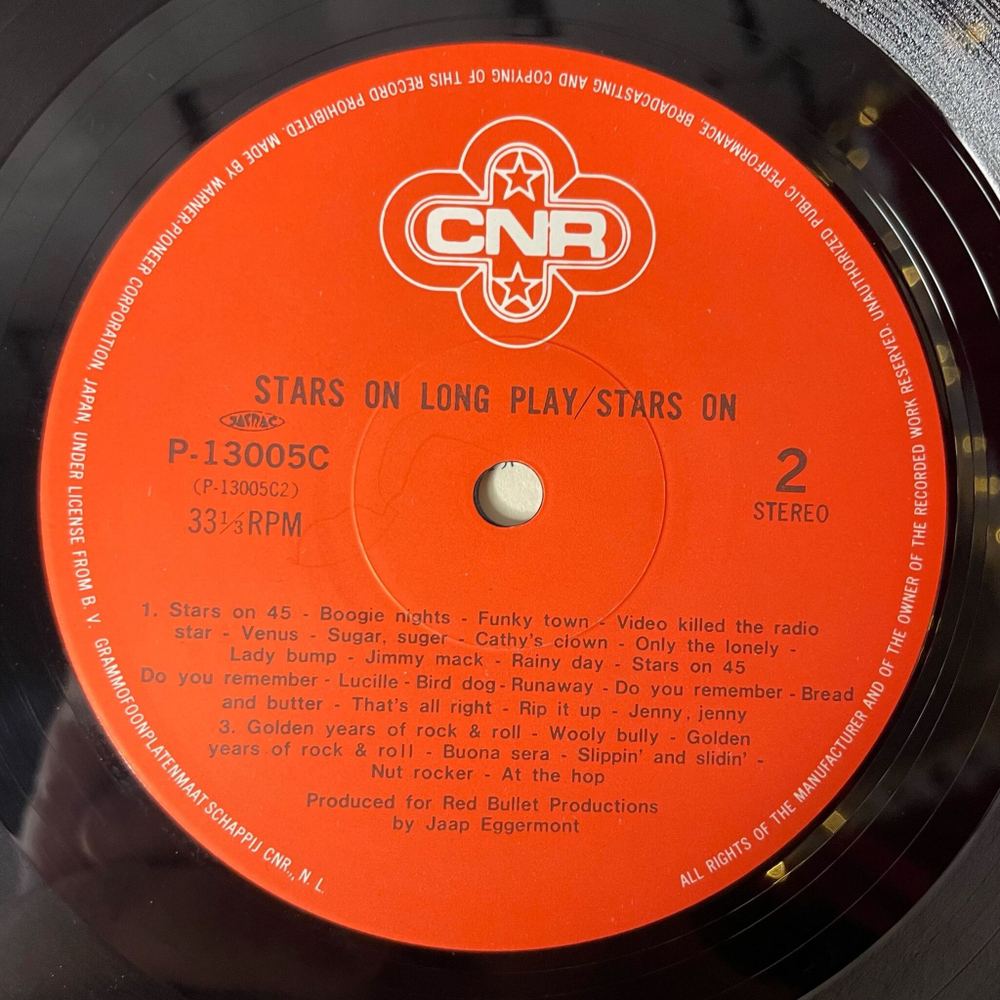 MADE BY WARNER-PIONEER CORPORATION, JAPAN, UNDER LICENSE FROM B. V. GRAMMOFOONPLATENMAATSCHAPPIJ CNR., N. L.
ALL RIGHTS OF THE MANUFACTURER AND OF THE OWNER OF THE RECORDED WORK RESERVED. UNAUTHORIZED PUBLIC PERFORMANCE, BROADCASTING AND COPYING OF THIS RECORD PROHIBITED.
CNR
STARS ON LONG PLAY/STARS ON
JASRAC
P-13005C
(P-13005C2)
33 1/3 RPM
2
STEREO
1. Stars on 45 - Boogie nights - Funky town - Video killed the radio
star - Venus - Sugar, suger - Cathy's clown - Only the lonely -
Lady bump - Jimmy mack - Rainy day - Stars on 45
Do you remember - Lucille - Bird dog - Runaway - Do you remember - Bread
and butter - That's all right - Rip it up - Jenny, jenny
3. Golden years of rock & roll - Wooly bully - Golden
years of rock & roll - Buona sera - Slippin' and slidin' -
Nut rocker - At the hop
Produced for Red Bullet Productions
by Jaap Eggermont